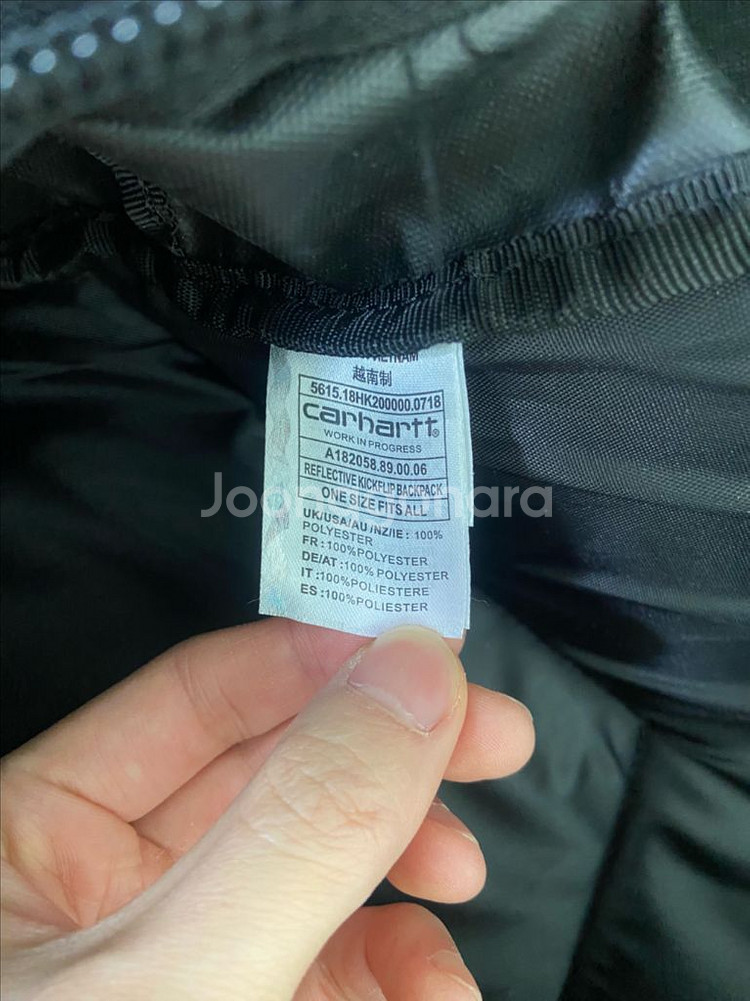 VIETNAM
越南制
5615.18HK200000.0718
carhartt®
WORK IN PROGRESS
A182058.89.00.06
REFLECTIVE KICKFLIP BACKPACK
ONE SIZE FITS ALL
UK/USA/AU/NZ/IE : 100%
POLYESTER
FR :100%POLYESTER
DE/AT :100% POLYESTER
IT :100%POLIESTERE
ES :100%POLIESTER
Joonggonara